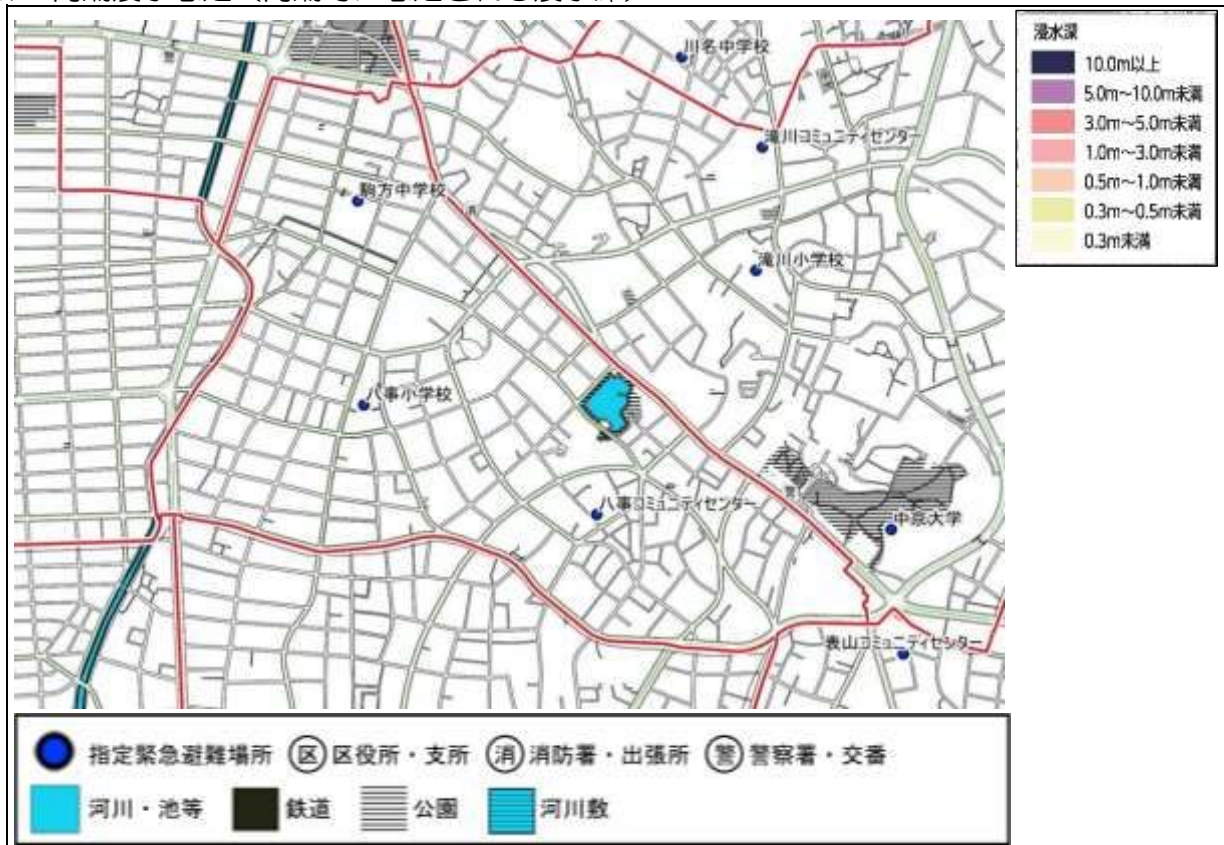 浸水深
10.0m以上
5.0m～10.0m未満
3.0m～5.0m未満
1.0m～3.0m未満
0.5m～1.0m未満
0.3m～0.5m未満
0.3m未満
川名中学校
滝川コミュニティセンター
駒方中学校
滝川小学校
八事小学校
八事コミュニティセンター
中京大学
表山コミュニティセンター
指定緊急避難場所
区 区役所・支所
消 消防署・出張所
警 警察署・交番
河川・池等
鉄道
公園
河川敷